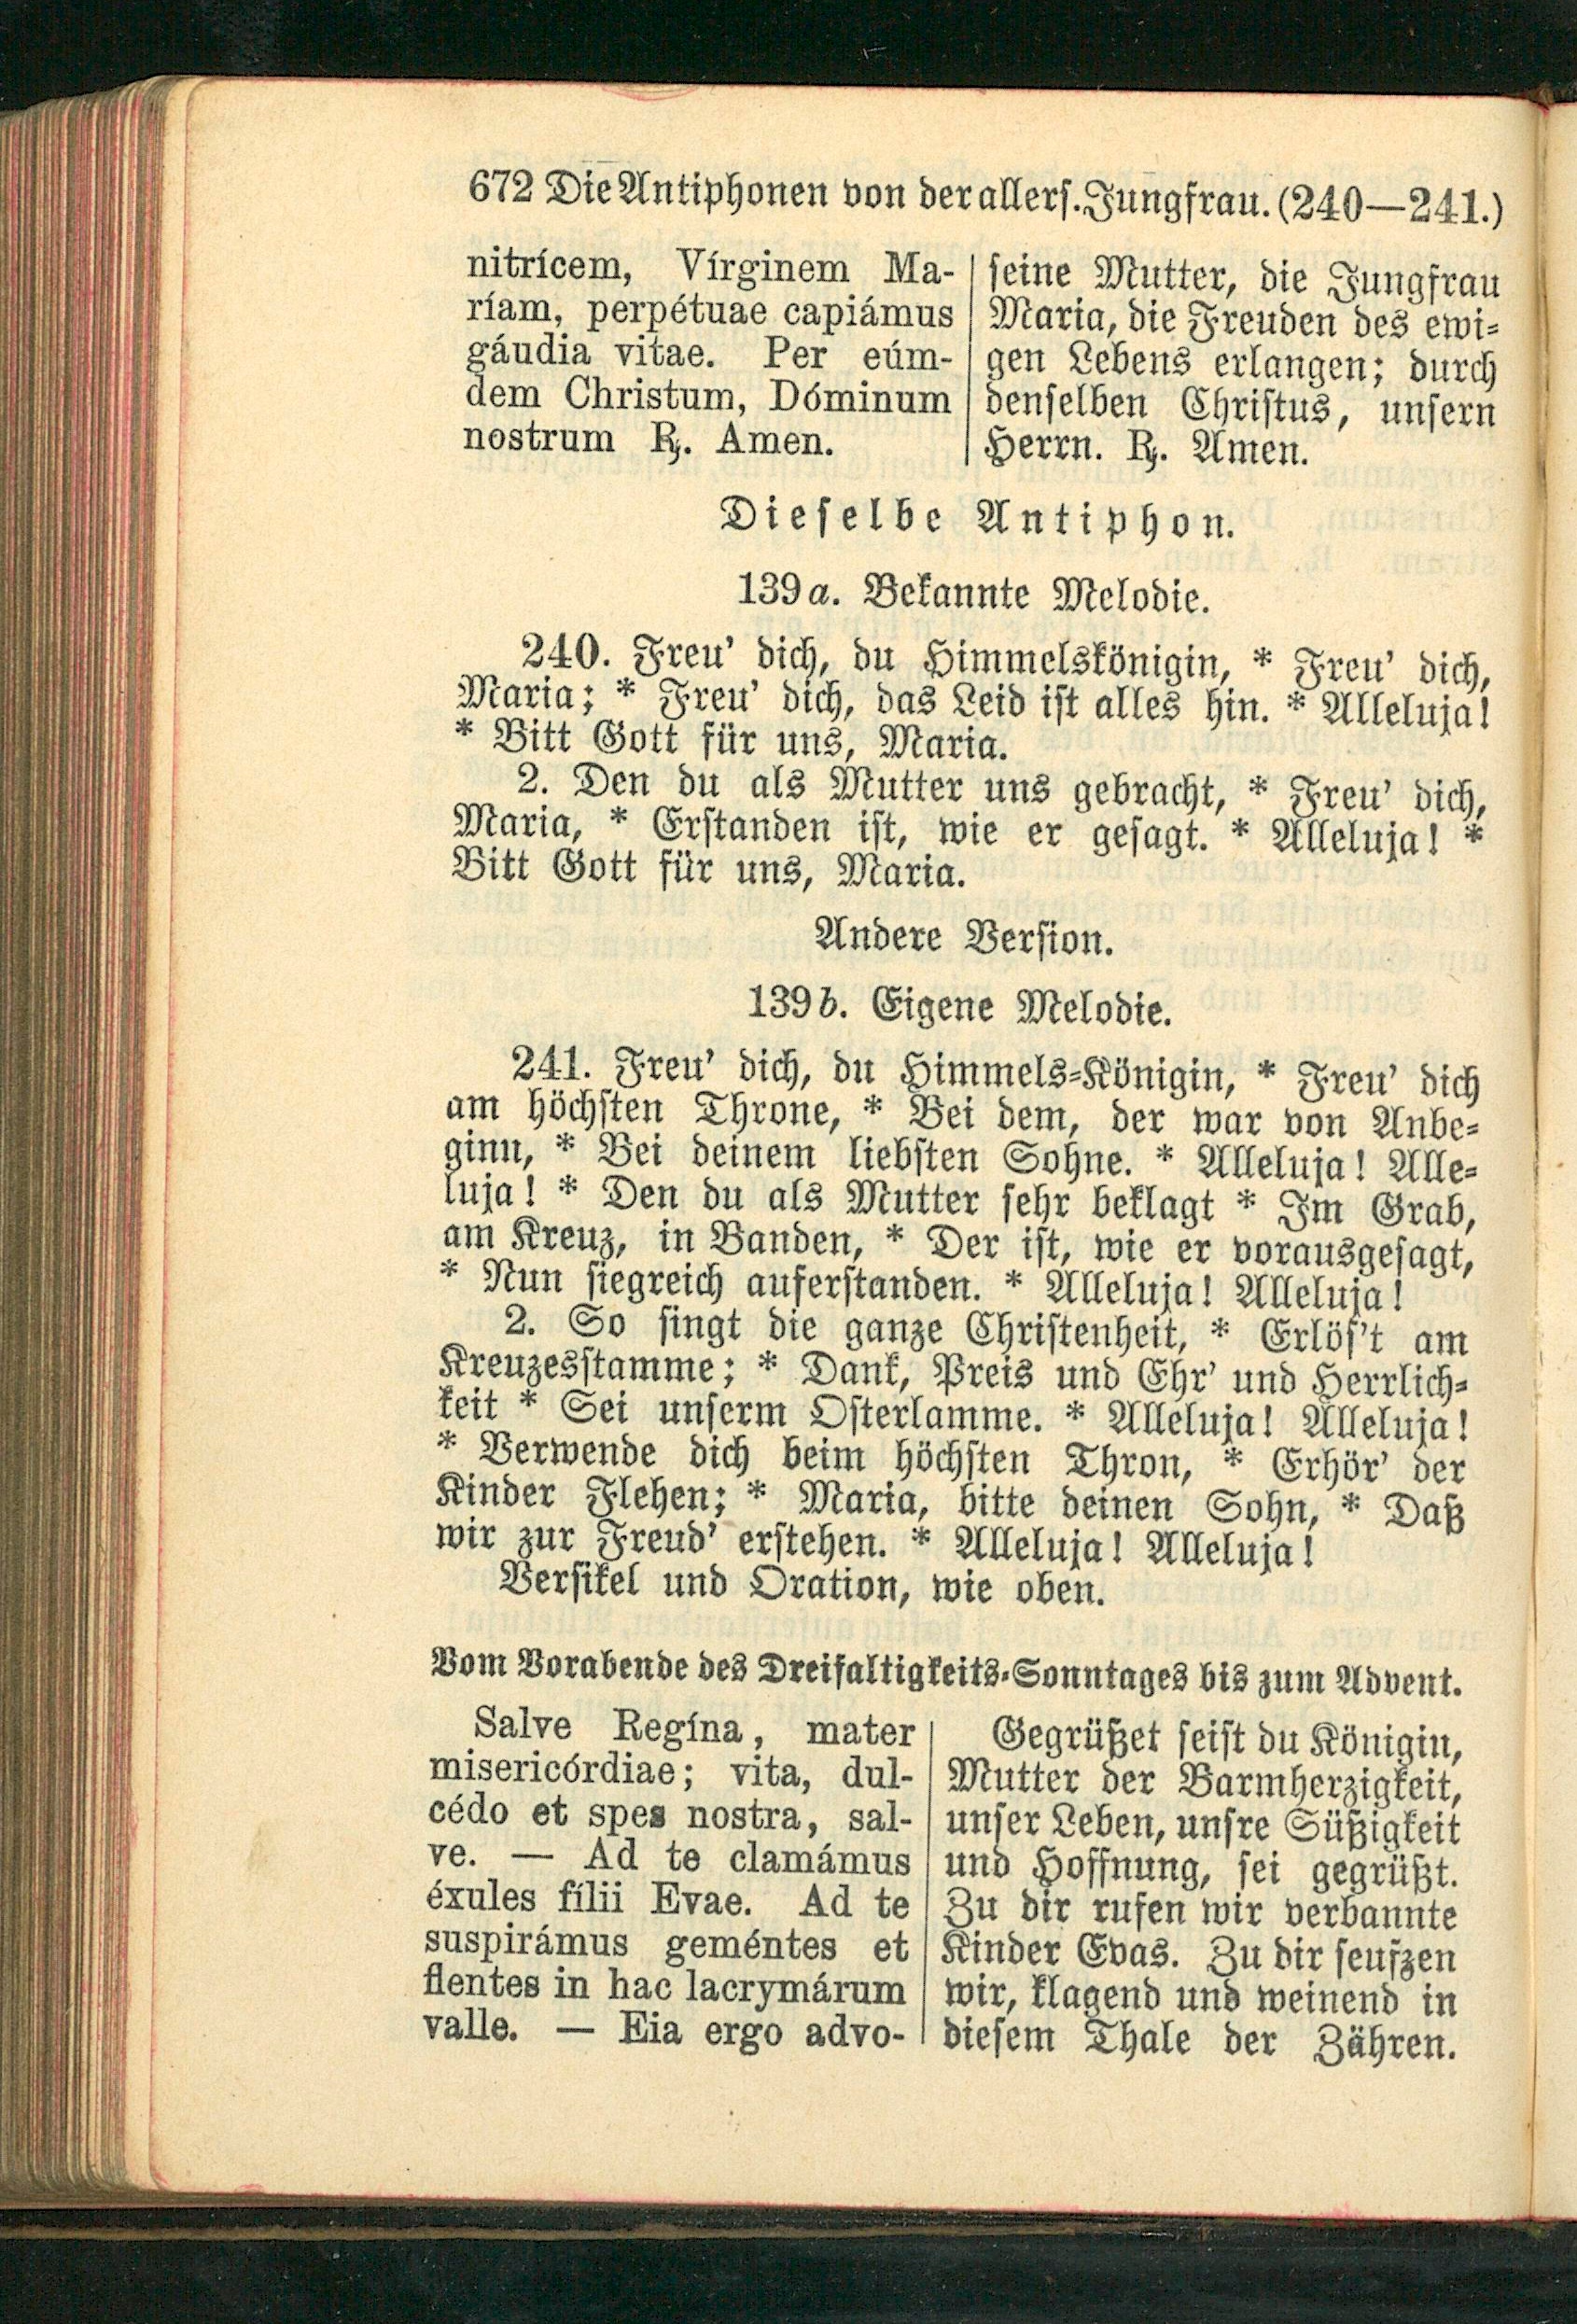 672 Die Antiphonen von der allers. Jungfrau. (240—241.)
nitrícem, Vírginem Ma-
ríam, perpétuae capiámus
gáudia vitae. Per eúm-
dem Christum, Dóminum
nostrum ℟. Amen.
seine Mutter, die Jungfrau
Maria, die Freuden des ewi-
gen Lebens erlangen; durch
denselben Christus, unsern
Herrn. ℟. Amen.
Dieselbe Antiphon.
139a. Bekannte Melodie.
240. Freu' dich, du Himmelskönigin, * Freu' dich,
Maria; * Freu' dich, das Leid ist alles hin. * Alleluja!
* Bitt Gott für uns, Maria.
2. Den du als Mutter uns gebracht, * Freu' dich,
Maria, * Erstanden ist, wie er gesagt. * Alleluja! *
Bitt Gott für uns, Maria.
Andere Version.
139b. Eigene Melodie.
241. Freu' dich, du Himmels-Königin, * Freu' dich
am höchsten Throne, * Bei dem, der war von Anbe-
ginn, * Bei deinem liebsten Sohne. * Alleluja! Alle-
luja! * Den du als Mutter sehr beklagt * Im Grab,
am Kreuz, in Banden, * Der ist, wie er vorausgesagt,
* Nun siegreich auferstanden. * Alleluja! Alleluja!
2. So singt die ganze Christenheit, * Erlös't am
Kreuzesstamme; * Dank, Preis und Ehr' und Herrlich-
keit * Sei unserm Osterlamme. * Alleluja! Alleluja!
* Verwende dich beim höchsten Thron, * Erhör' der
Kinder Flehen; * Maria, bitte deinen Sohn, * Daß
wir zur Freud' erstehen. * Alleluja! Alleluja!
Versikel und Oration, wie oben.
Vom Vorabende des Dreifaltigkeits-Sonntages bis zum Advent.
Salve Regína, mater
misericórdiae; vita, dul-
cédo et spes nostra, sal-
ve. — Ad te clamámus
éxules fílii Evae. Ad te
suspirámus geméntes et
flentes in hac lacrymárum
valle. — Eia ergo advo-
Gegrüßet seist du Königin,
Mutter der Barmherzigkeit,
unser Leben, unsre Süßigkeit
und Hoffnung, sei gegrüßt.
Zu dir rufen wir verbannte
Kinder Evas. Zu dir seufzen
wir, klagend und weinend in
diesem Thale der Zähren.